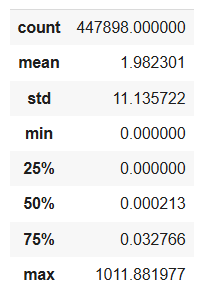 count 447898.000000
mean 1.982301
std 11.135722
min 0.000000
25% 0.000000
50% 0.000213
75% 0.032766
max 1011.881977